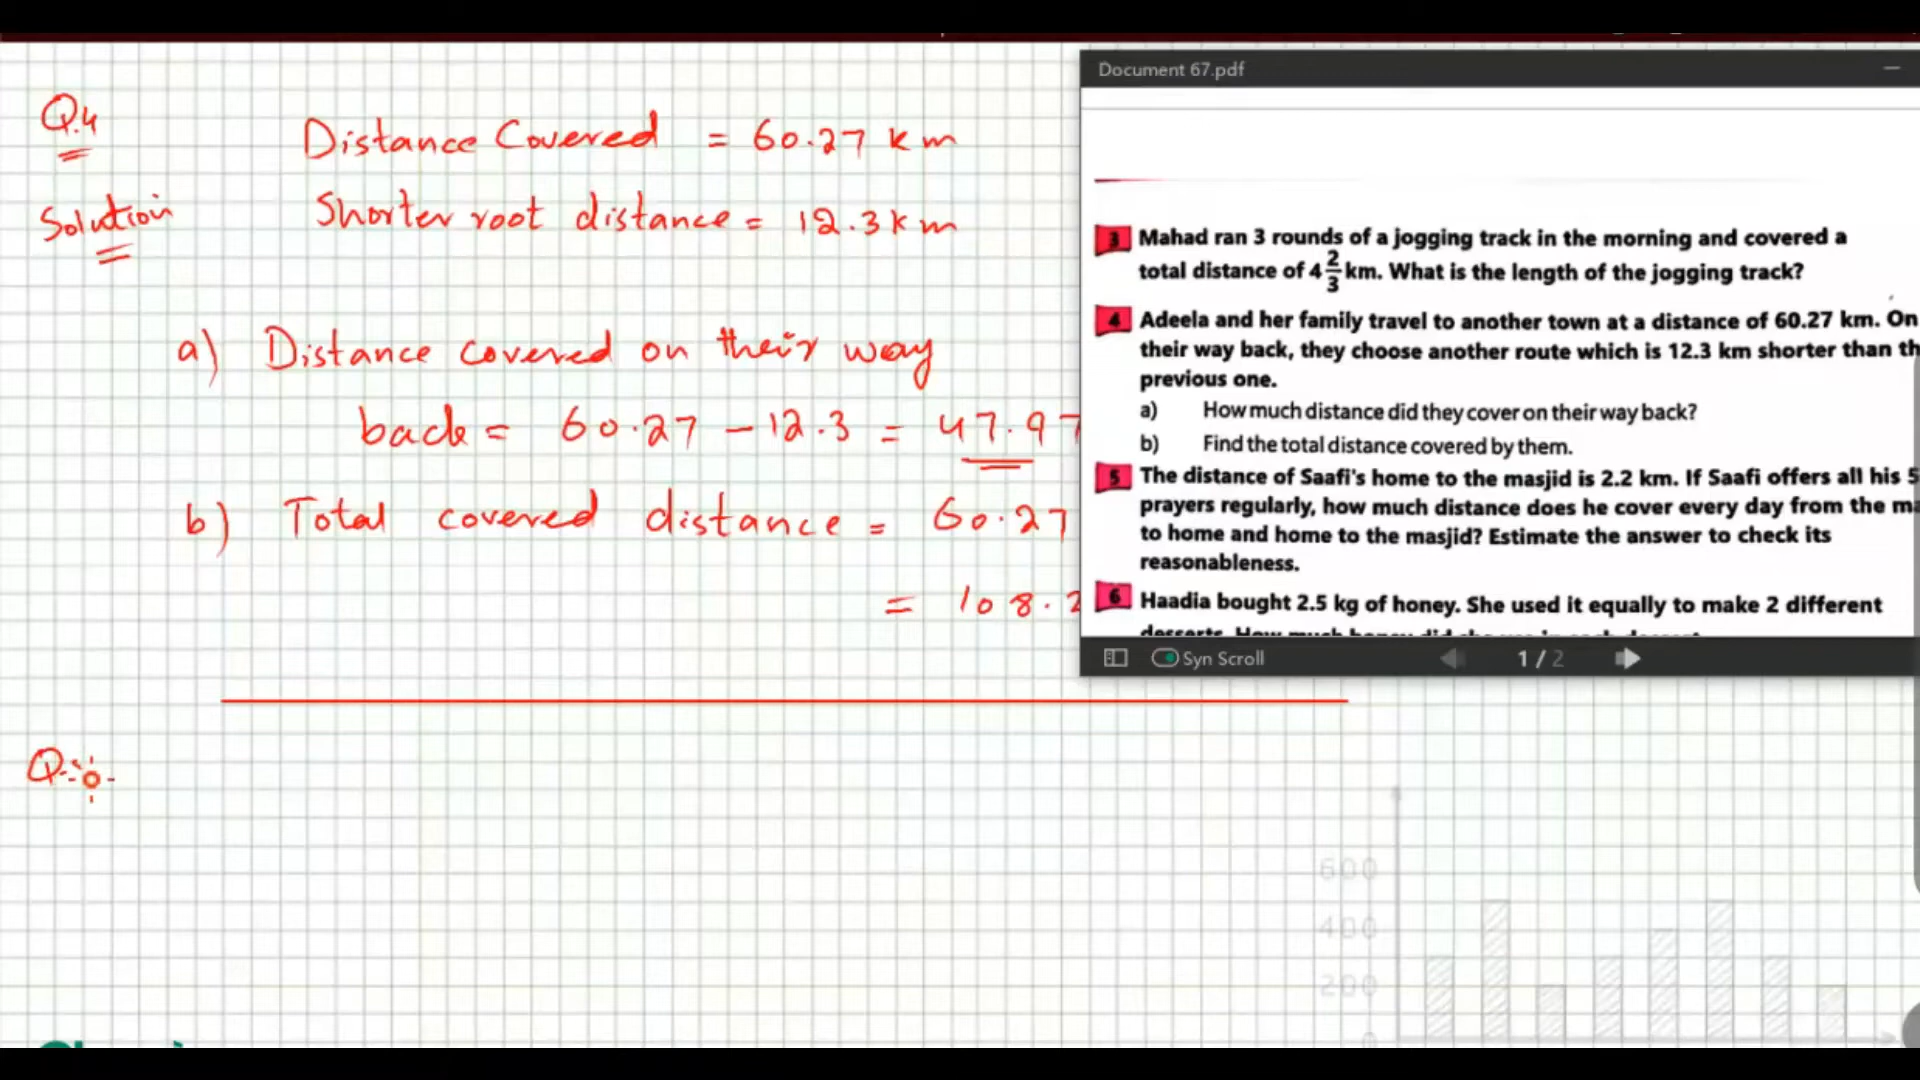 Document 67.pdf
Q.4
Distance Covered = 60.27 km
Solution
Shorter root distance = 12.3 km
a) Distance covered on their way
back = 60.27 - 12.3 = 47.97
b) Total covered distance = 60.27
= 108.2
Q.
3 Mahad ran 3 rounds of a jogging track in the morning and covered a
total distance of 4 2/3 km. What is the length of the jogging track?
4 Adeela and her family travel to another town at a distance of 60.27 km. On
their way back, they choose another route which is 12.3 km shorter than th
previous one.
a) How much distance did they cover on their way back?
b) Find the total distance covered by them.
5 The distance of Saafi's home to the masjid is 2.2 km. If Saafi offers all his 5
prayers regularly, how much distance does he cover every day from the ma
to home and home to the masjid? Estimate the answer to check its
reasonableness.
6 Haadia bought 2.5 kg of honey. She used it equally to make 2 different
Syn Scroll
1 / 2
600
400
200
0